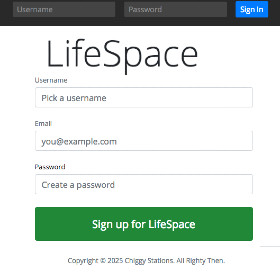 Username Password Sign In
LifeSpace
Username
Pick a username
Email
you@example.com
Password
Create a password
Sign up for LifeSpace
Copyright © 2025 Chiggy Stations. All Righty Then.